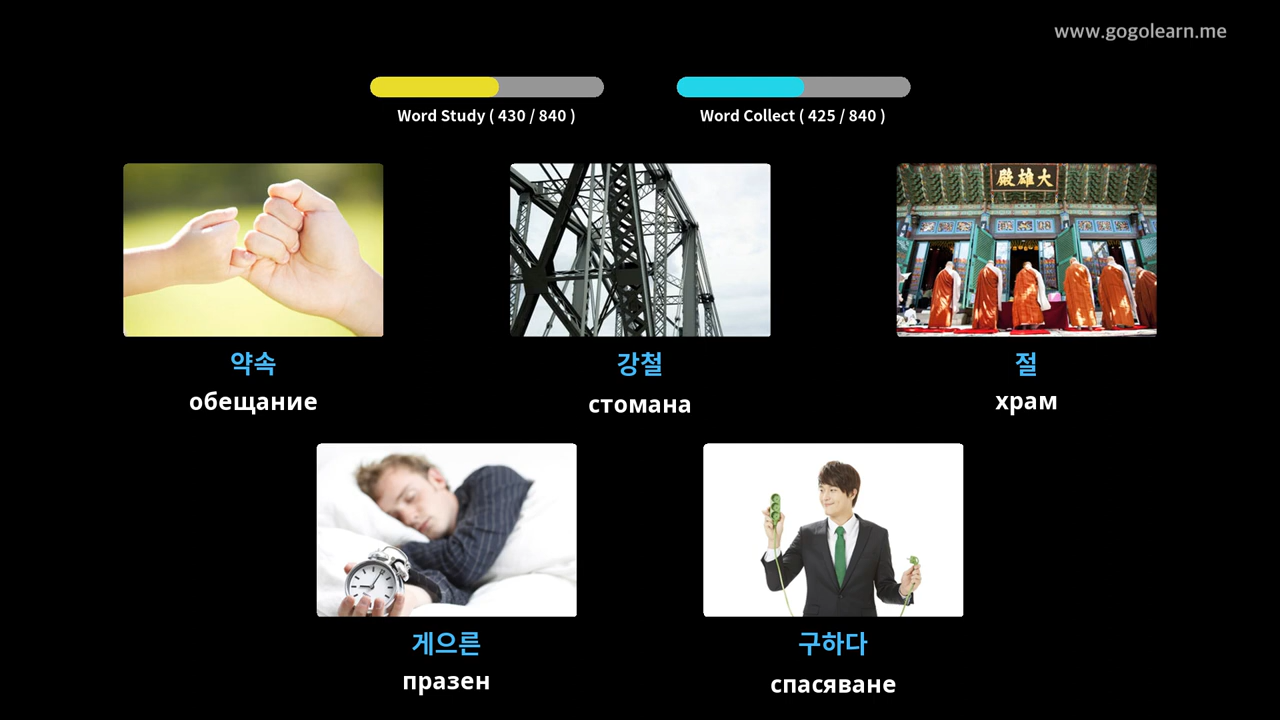 www.gogolearn.me
Word Study ( 430 / 840 )
Word Collect ( 425 / 840 )
殿雄大
약속
강철
절
обещание
стомана
храм
게으른
구하다
празен
спасяване